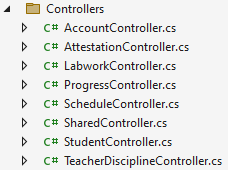 Controllers
C# AccountController.cs
C# AttestationController.cs
C# LabworkController.cs
C# ProgressController.cs
C# ScheduleController.cs
C# SharedController.cs
C# StudentController.cs
C# TeacherDisciplineController.cs